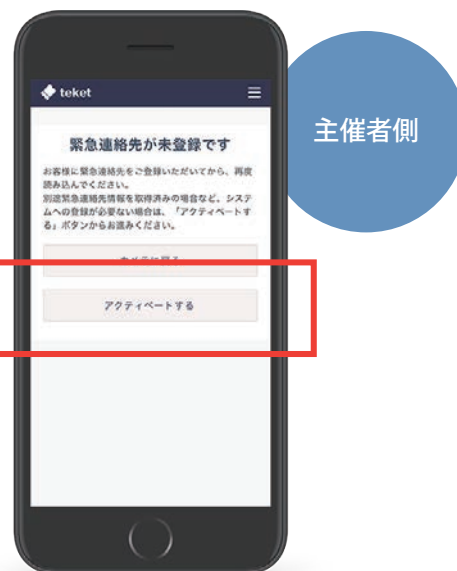 teket
主催者側
緊急連絡先が未登録です
お客様に緊急連絡先をご登録いただいてから、再度
読み込んでください。
別途緊急連絡先情報を取得済みの場合など、システ
ムへの登録が必要ない場合は、「アクティベートす
る」ボタンからお進みください。
アクティベートする